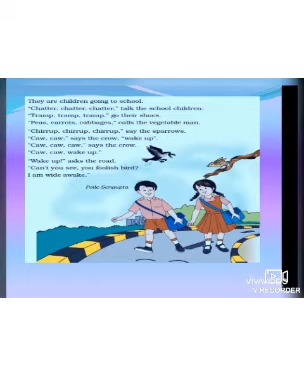 They are children going to school.
"Chatter, chatter, chatter," talk the school children.
"Tramp, tramp, tramp," go their shoes.
"Peas, carrots, cabbages," calls the vegetable man.
"Chirrup, chirrup, chirrup," say the sparrows.
"Caw, caw," says the crow, "wake up".
"Caw, caw, caw," says the crow.
"Caw, caw, wake up."
"Wake up!" asks the road.
"Can't you see, you foolish bird?
I am wide awake."
Poile Sengupta
VIVAVIDEO
V RECORDER